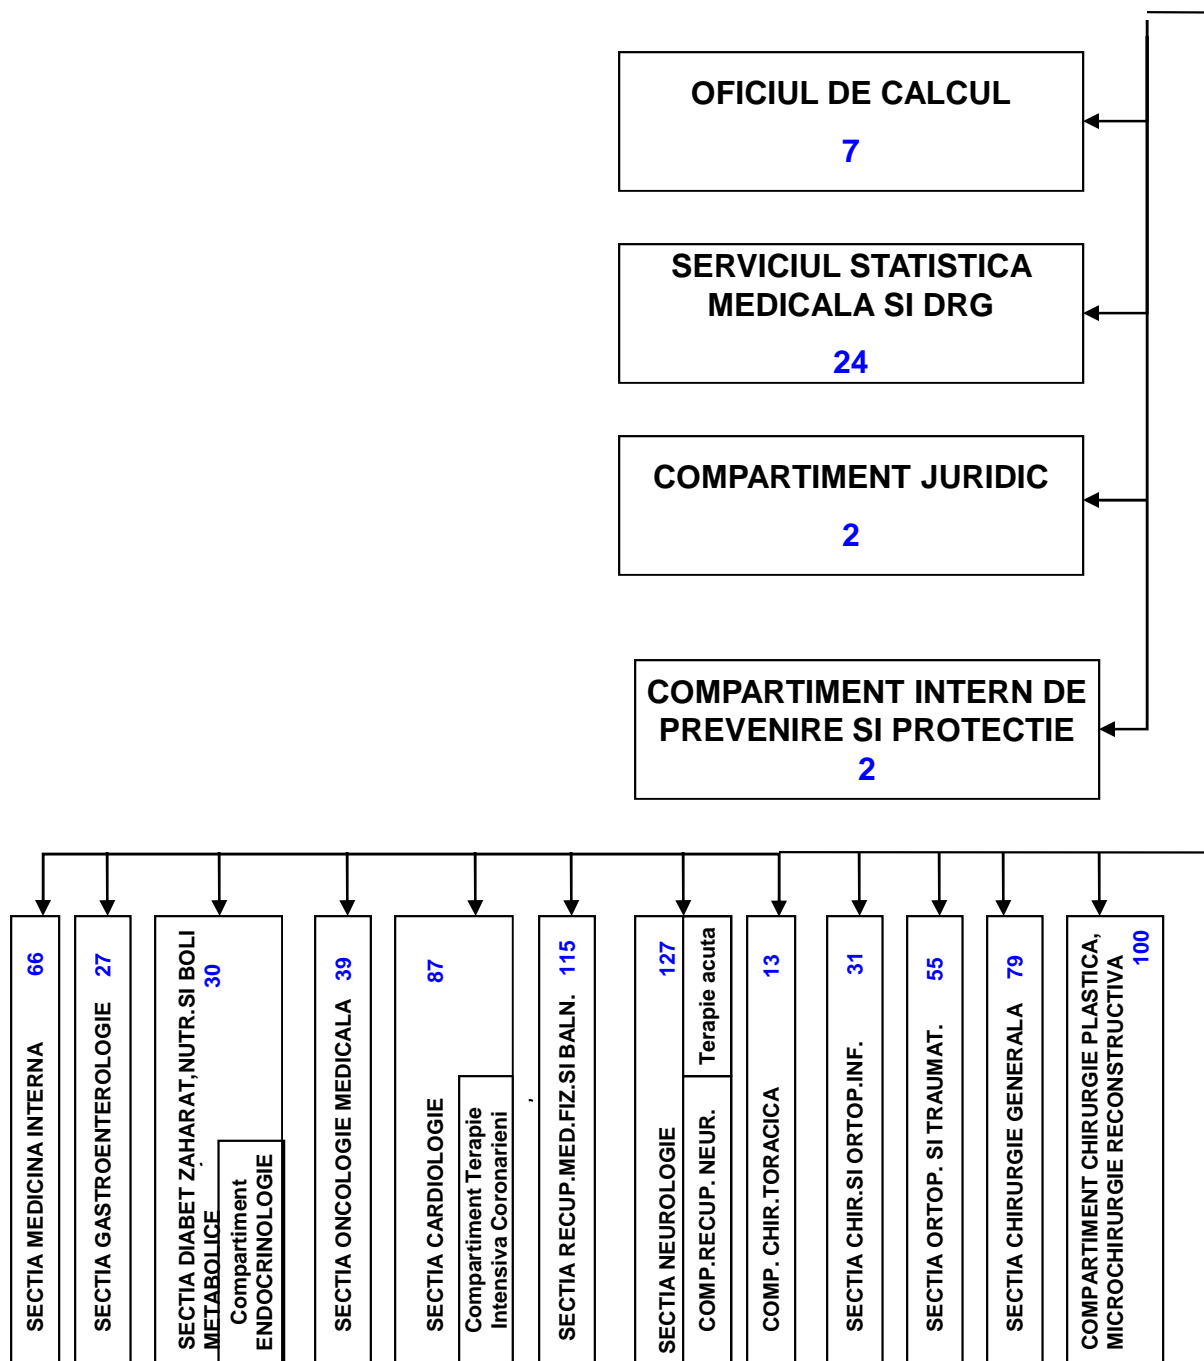 OFICIUL DE CALCUL
7
SERVICIUL STATISTICA
MEDICALA SI DRG
24
COMPARTIMENT JURIDIC
2
COMPARTIMENT INTERN DE
PREVENIRE SI PROTECTIE
2
SECTIA MEDICINA INTERNA 66
SECTIA GASTROENTEROLOGIE 27
SECTIA DIABET ZAHARAT,NUTR.SI BOLI
METABOLICE 30
Compartiment
ENDOCRINOLOGIE
SECTIA ONCOLOGIE MEDICALA 39
SECTIA CARDIOLOGIE 87
Compartiment Terapie
Intensiva Coronarieni
,
SECTIA RECUP.MED.FIZ.SI BALN. 115
SECTIA NEUROLOGIE 127
COMP.RECUP. NEUR.
Terapie acuta
COMP. CHIR.TORACICA 13
SECTIA CHIR.SI ORTOP.INF. 31
SECTIA ORTOP. SI TRAUMAT. 55
SECTIA CHIRURGIE GENERALA 79
COMPARTIMENT CHIRURGIE PLASTICA,
MICROCHIRURGIE RECONSTRUCTIVA
100